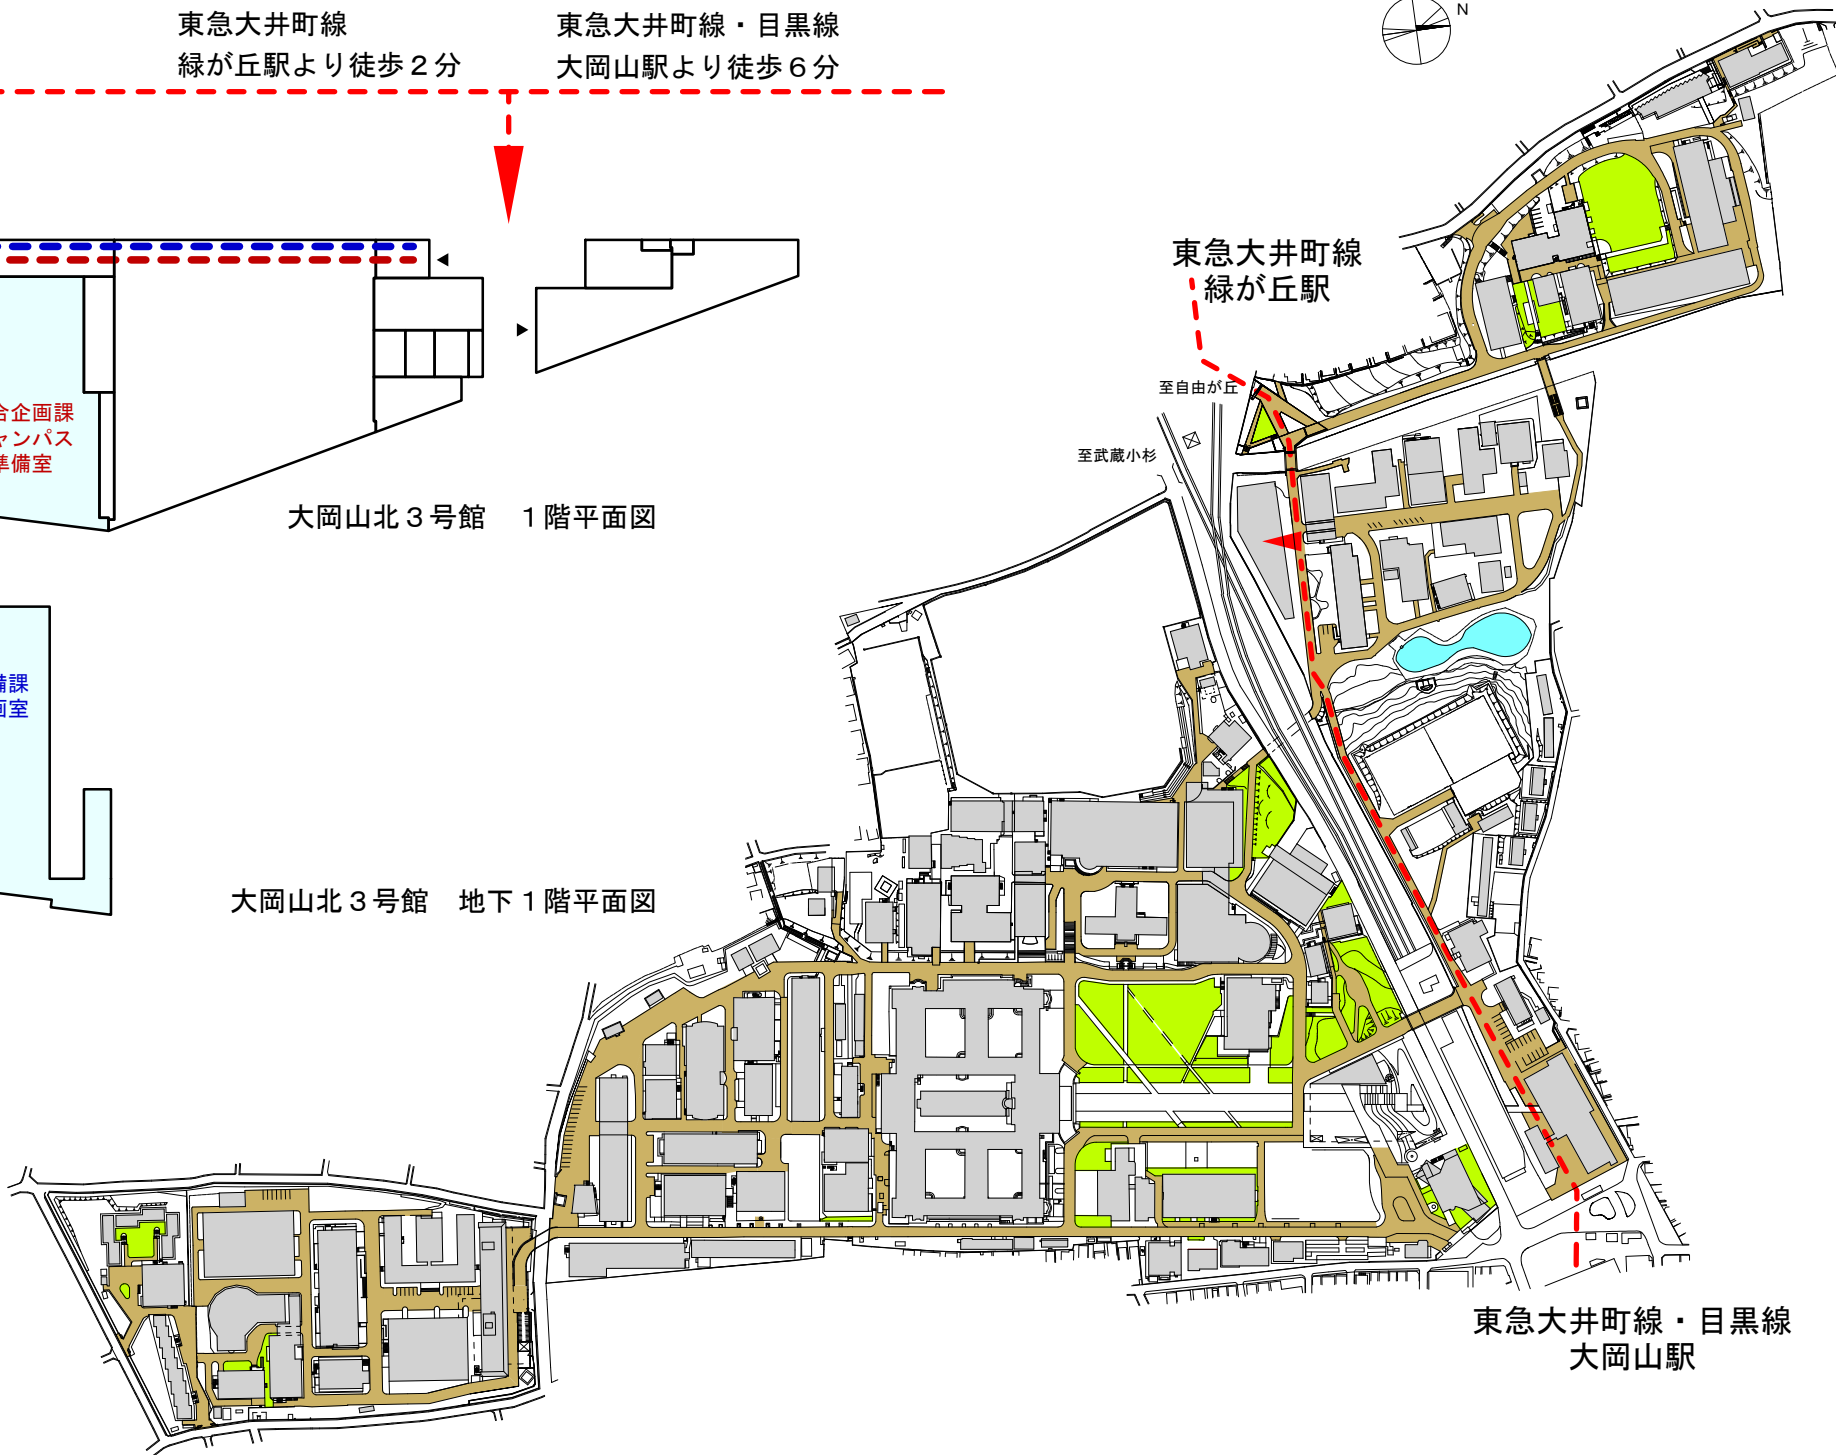 東急大井町線
緑が丘駅より徒歩２分
東急大井町線・目黒線
大岡山駅より徒歩６分
N
東急大井町線
緑が丘駅
至自由が丘
至武蔵小杉
合企画課
ャンパス
準備室
大岡山北３号館　１階平面図
備課
画室
大岡山北３号館　地下１階平面図
東急大井町線・目黒線
大岡山駅